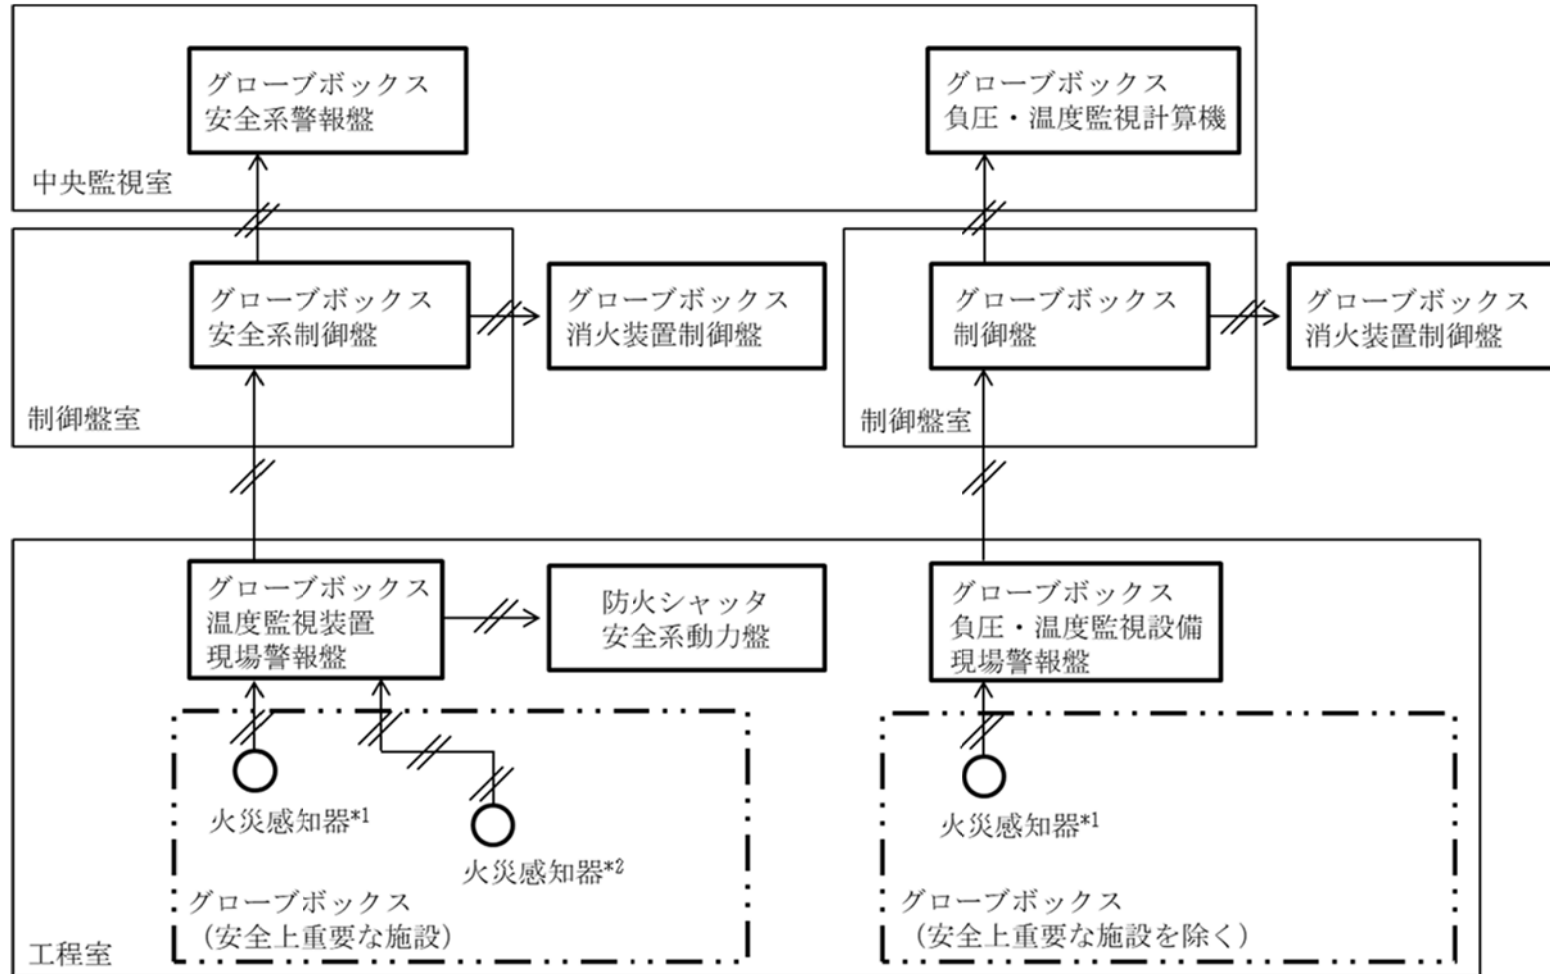 グローブボックス
安全系警報盤
グローブボックス
負圧・温度監視計算機
中央監視室
グローブボックス
安全系制御盤
グローブボックス
消火装置制御盤
グローブボックス
制御盤
グローブボックス
消火装置制御盤
制御盤室
制御盤室
グローブボックス
温度監視装置
現場警報盤
防火シャッタ
安全系動力盤
グローブボックス
負圧・温度監視設備
現場警報盤
火災感知器*1
火災感知器*2
火災感知器*1
グローブボックス
（安全上重要な施設）
グローブボックス
（安全上重要な施設を除く）
工程室